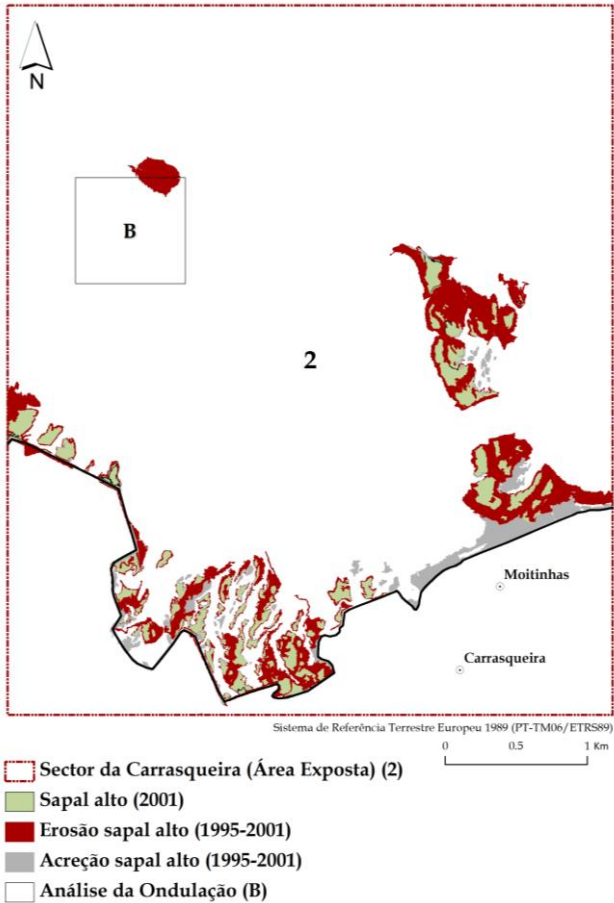 N
B
2
Moitinhas
Carrasqueira
Sistema de Referência Terrestre Europeu 1989 (PT-TM06/ETRS89)
0 0.5 1 Km
Sector da Carrasqueira (Área Exposta) (2)
Sapal alto (2001)
Erosão sapal alto (1995-2001)
Acreção sapal alto (1995-2001)
Análise da Ondulação (B)